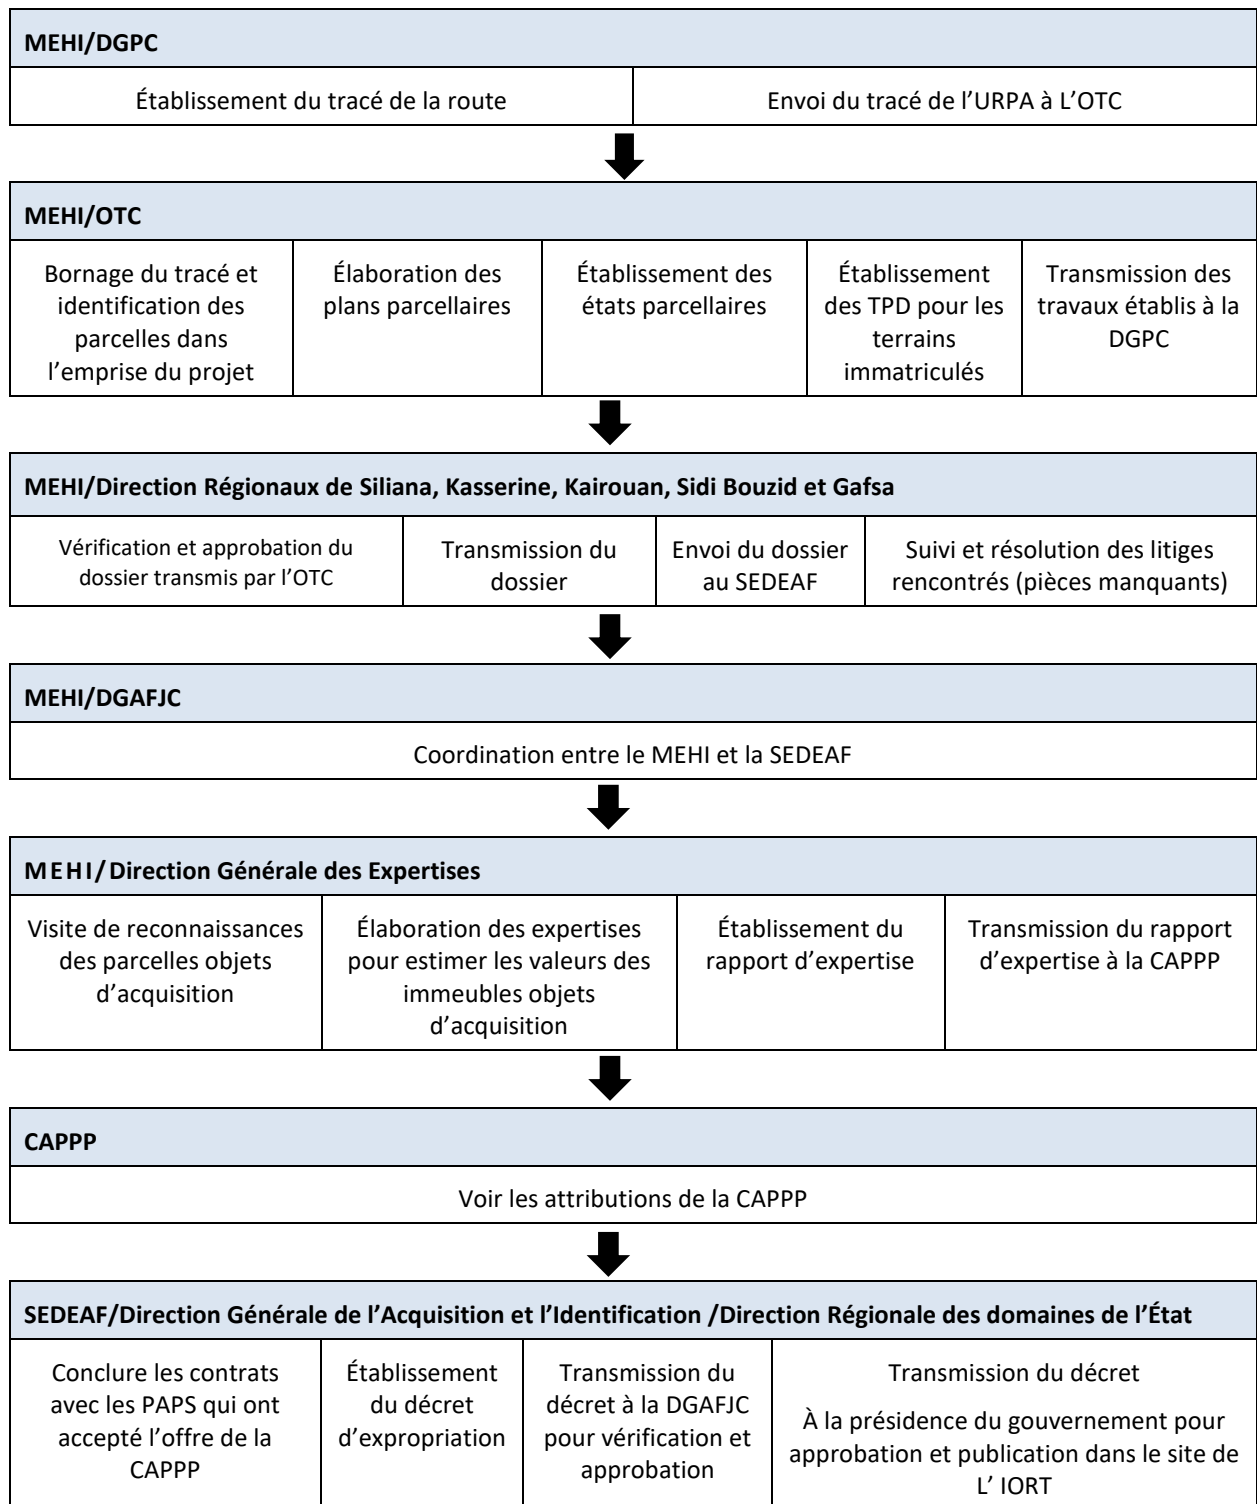 MEHI/DGPC
Établissement du tracé de la route
Envoi du tracé de l'URPA à L'OTC
MEHI/OTC
Bornage du tracé et
identification des
parcelles dans
l'emprise du projet
Élaboration des
plans parcellaires
Établissement des
états parcellaires
Établissement
des TPD pour les
terrains
immatriculés
Transmission des
travaux établis à la
DGPC
MEHI/Direction Régionaux de Siliana, Kasserine, Kairouan, Sidi Bouzid et Gafsa
Vérification et approbation du
dossier transmis par l'OTC
Transmission du
dossier
Envoi du dossier
au SEDEAF
Suivi et résolution des litiges
rencontrés (pièces manquants)
MEHI/DGAFJC
Coordination entre le MEHI et la SEDEAF
MEHI/Direction Générale des Expertises
Visite de reconnaissances
des parcelles objets
d'acquisition
Élaboration des expertises
pour estimer les valeurs des
immeubles objets
d'acquisition
Établissement du
rapport d'expertise
Transmission du rapport
d'expertise à la CAPPP
CAPPP
Voir les attributions de la CAPPP
SEDEAF/Direction Générale de l'Acquisition et l'Identification /Direction Régionale des domaines de l'État
Conclure les contrats
avec les PAPS qui ont
accepté l'offre de la
CAPPP
Établissement
du décret
d'expropriation
Transmission du
décret à la DGAFJC
pour vérification et
approbation
Transmission du décret
À la présidence du gouvernement pour
approbation et publication dans le site de
L' IORT